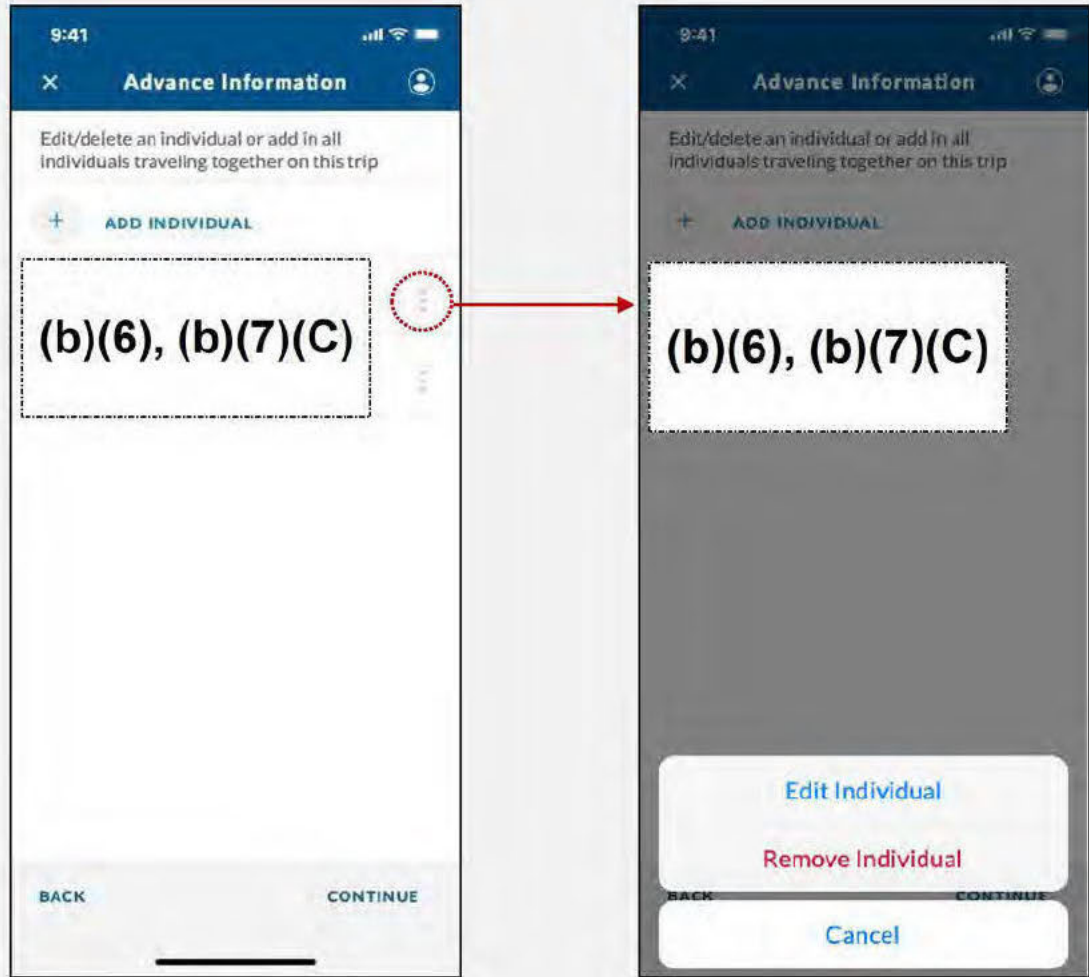 9:41
Advance Information
Edit/delete an individual or add in all
individuals traveling together on this trip
+ ADD INDIVIDUAL
(b)(6), (b)(7)(C)
BACK CONTINUE
9:41
Advance Information
Edit/delete an individual or add in all
individuals traveling together on this trip
+ ADD INDIVIDUAL
(b)(6), (b)(7)(C)
Edit Individual
Remove Individual
BACK CONTINUE
Cancel